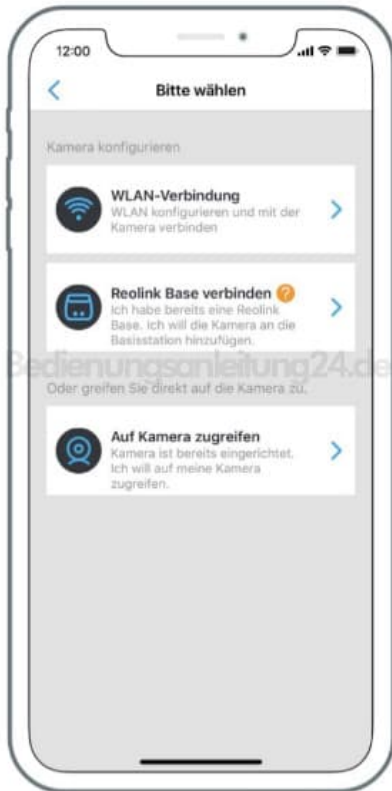 12:00
Bitte wählen
Kamera konfigurieren
WLAN-Verbindung
WLAN konfigurieren und mit der
Kamera verbinden
Reolink Base verbinden ?
Ich habe bereits eine Reolink
Base. Ich will die Kamera an die
Basisstation hinzufügen.
Bedienungsanleitung24.de
Oder greifen Sie direkt auf die Kamera zu.
Auf Kamera zugreifen
Kamera ist bereits eingerichtet.
Ich will auf meine Kamera
zugreifen.